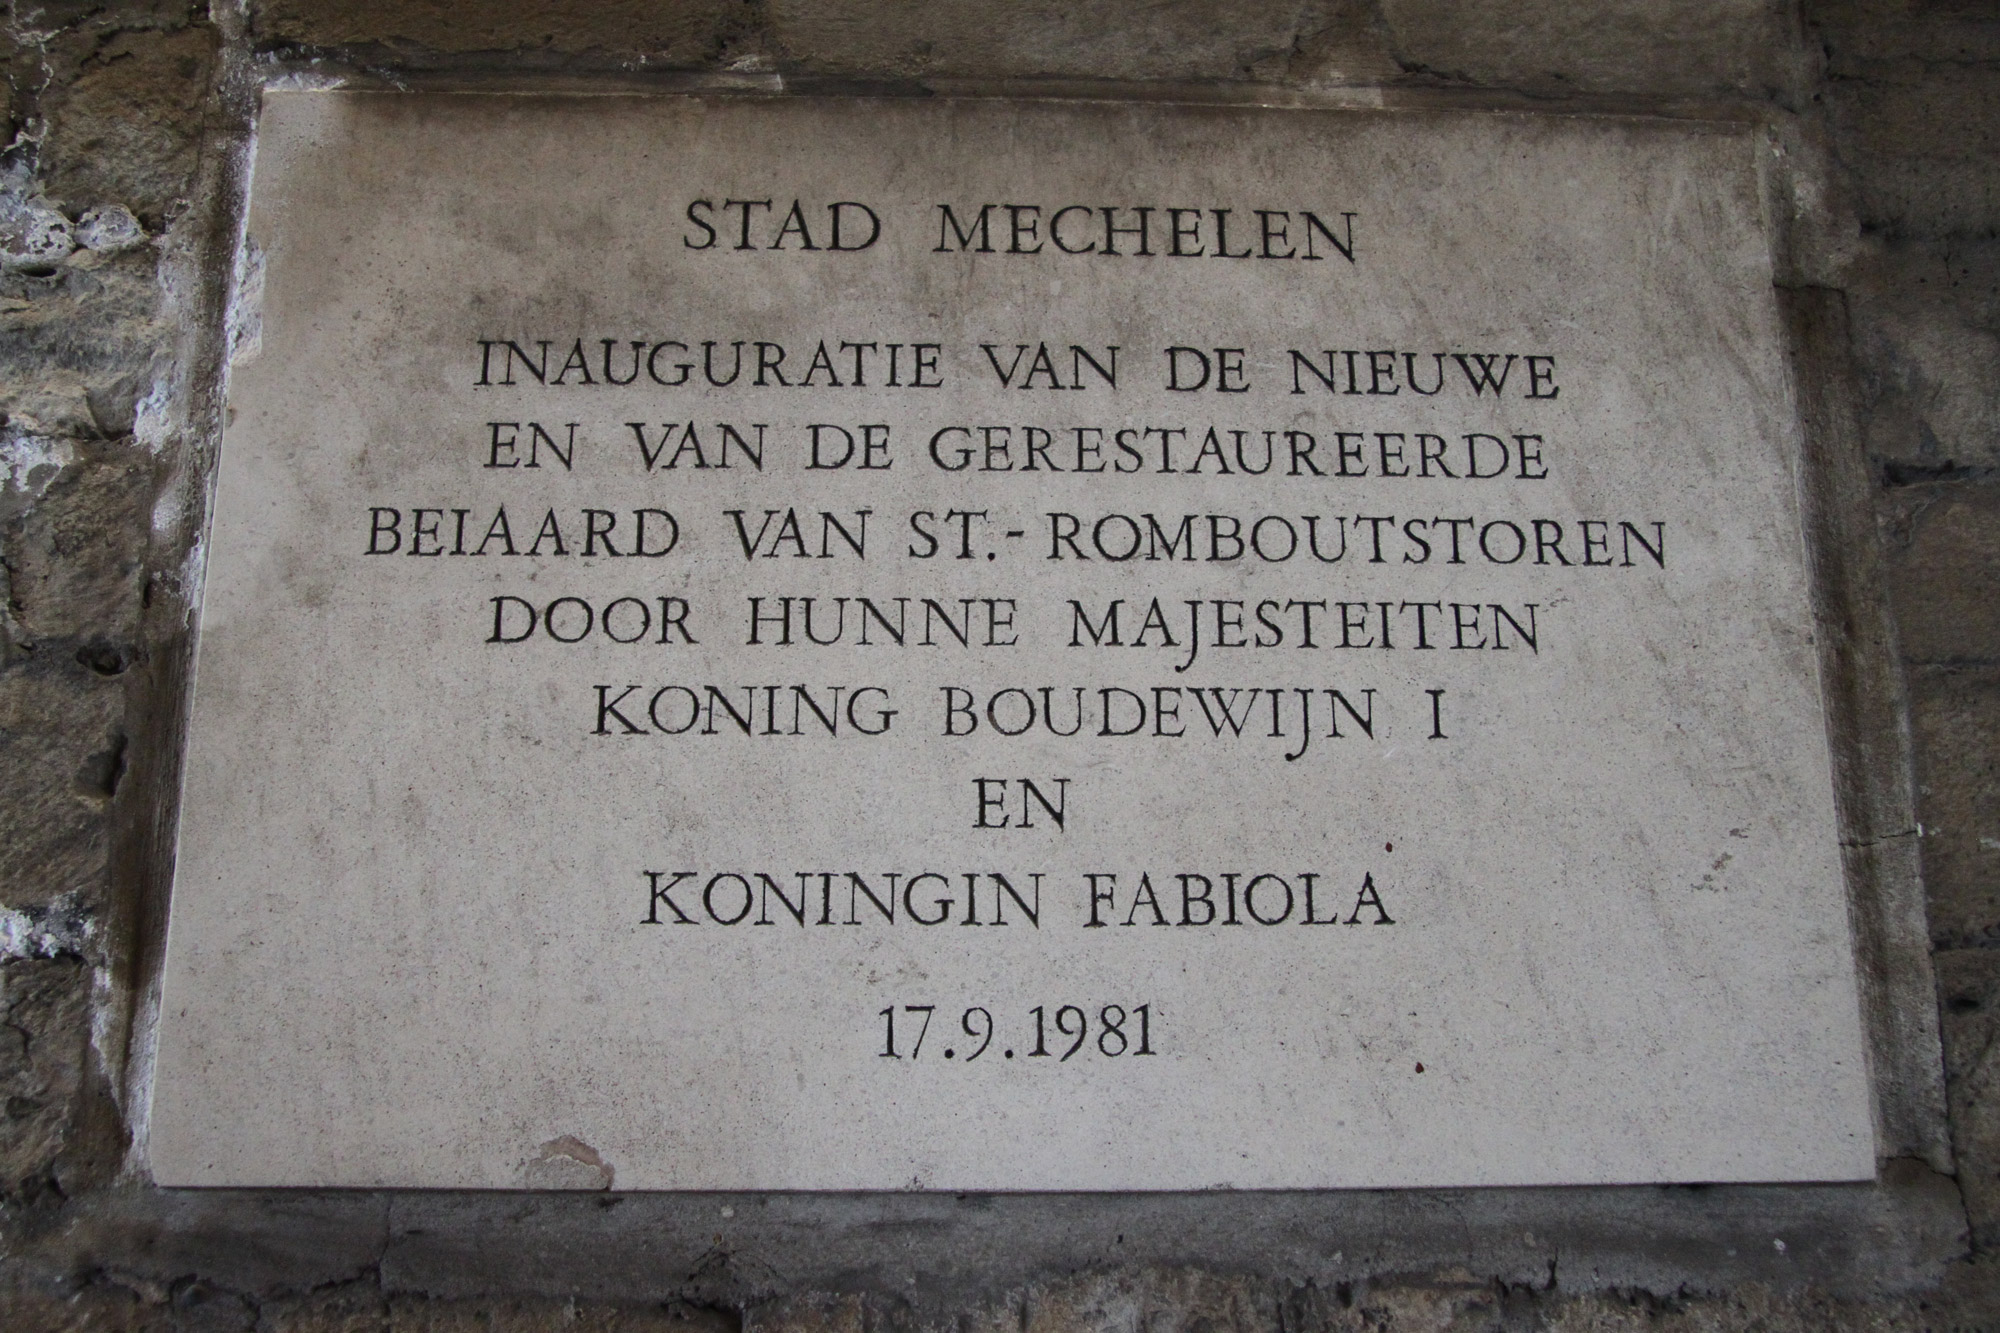 STAD MECHELEN
INAUGURATIE VAN DE NIEUWE
EN VAN DE GERESTAUREERDE
BEIAARD VAN ST.-ROMBOUTSTOREN
DOOR HUNNE MAJESTEITEN
KONING BOUDEWIJN I
EN
KONINGIN FABIOLA
17.9.1981